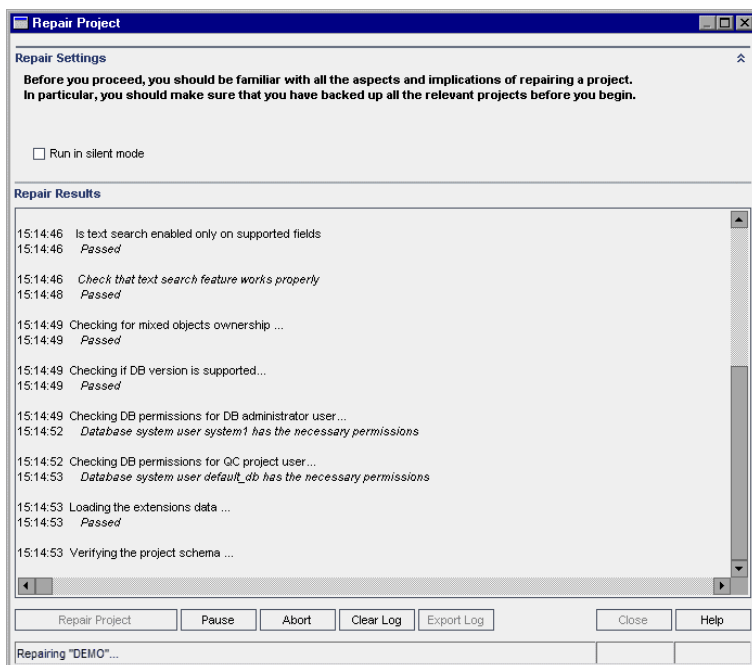 Repair Project
Repair Settings
Before you proceed, you should be familiar with all the aspects and implications of repairing a project.
In particular, you should make sure that you have backed up all the relevant projects before you begin.
Run in silent mode
Repair Results
15:14:46 Is text search enabled only on supported fields
15:14:46 Passed
15:14:46 Check that text search feature works properly
15:14:48 Passed
15:14:49 Checking for mixed objects ownership ...
15:14:49 Passed
15:14:49 Checking if DB version is supported...
15:14:49 Passed
15:14:49 Checking DB permissions for DB administrator user...
15:14:52 Database system user system1 has the necessary permissions
15:14:52 Checking DB permissions for QC project user...
15:14:53 Database system user default_db has the necessary permissions
15:14:53 Loading the extensions data ...
15:14:53 Passed
15:14:53 Verifying the project schema ...
Repair Project Pause Abort Clear Log Export Log Close Help
Repairing "DEMO"...